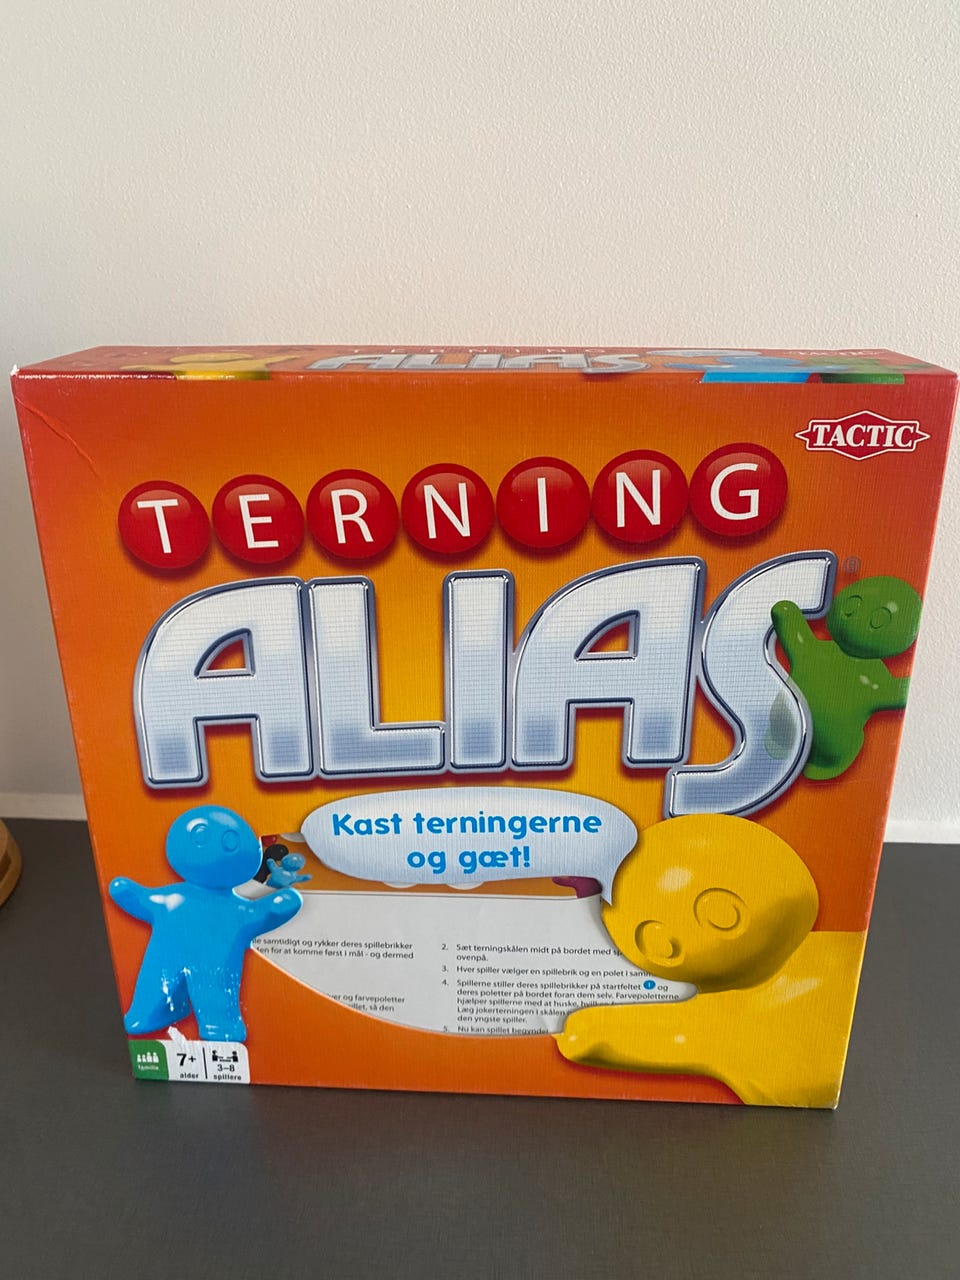 TERNING ALIAS
TACTIC
TERNING
ALIAS
®
Kast terningerne
og gæt!
samtidigt og rykker deres spillebrikker
for at komme først i mål - og dermed
og farvepoletter
så den
2. Sæt terningskålen midt på bordet med
ovenpå.
3. Hver spiller vælger en spillebrik og en polet i
4. Spillerne stiller deres spillebrikker på startfeltet 1 og
deres poletter på bordet foran dem selv. Farvepoletterne
hjælper spillerne med at huske,
Læg jokerterningen i skålen
den yngste spiller.
5. Nu kan spillet
familie
7+
alder
3–8
spillere